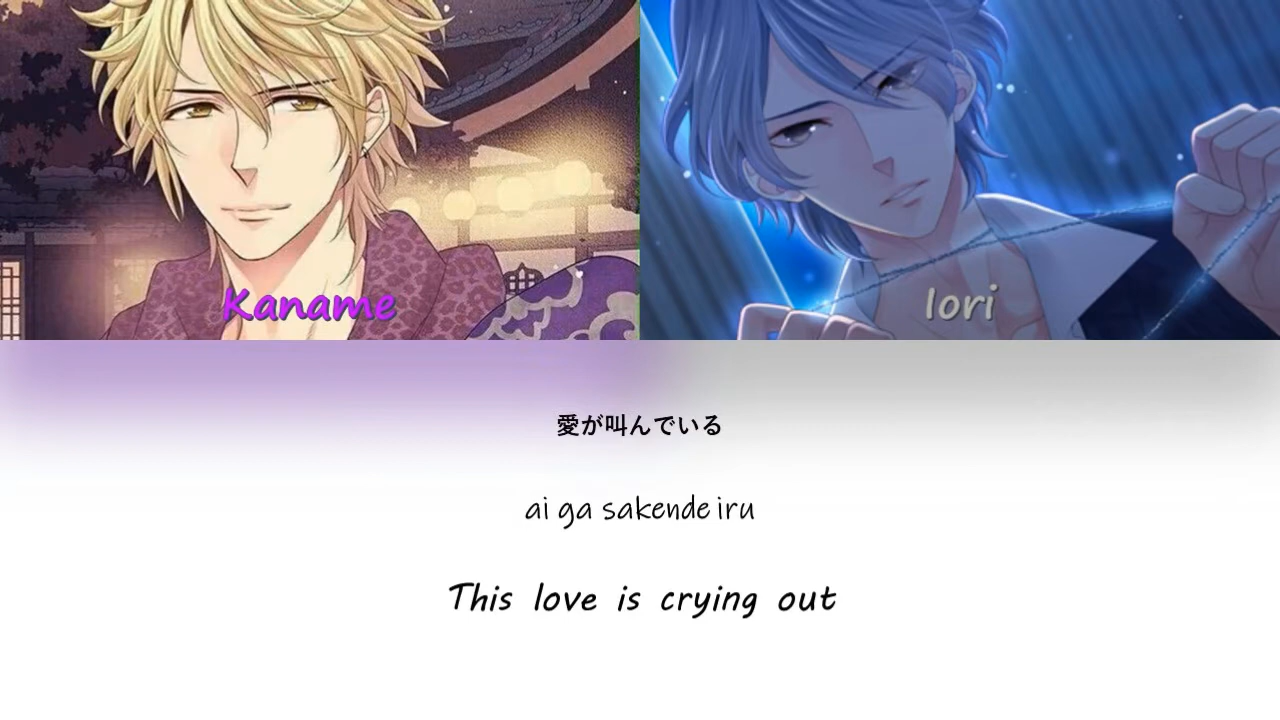 Kaname
Iori
愛が叫んでいる
ai ga sakende iru
This love is crying out